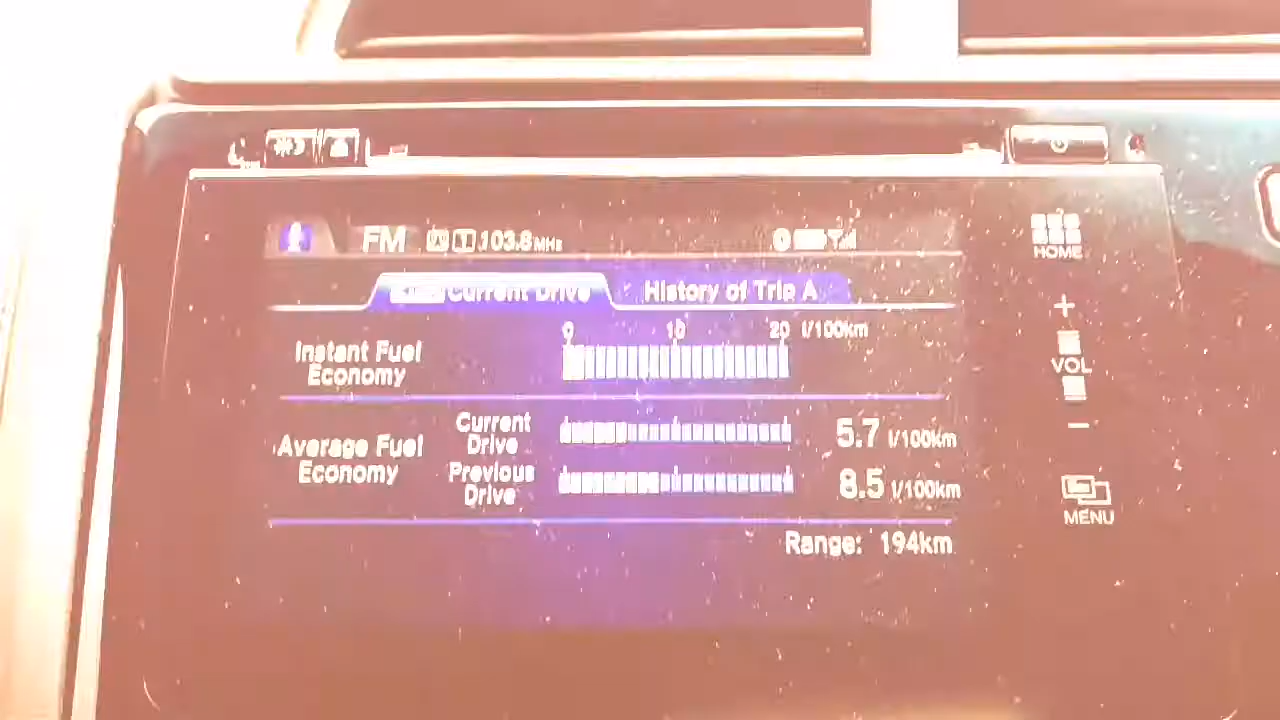 FM 103.8MHz
HOME
Current Drive History of Trip A
0 10 20 l/100km
Instant Fuel
Economy
+
VOL
-
Average Fuel
Economy
Current
Drive
5.7 l/100km
Previous
Drive
8.5 l/100km
MENU
Range: 194km